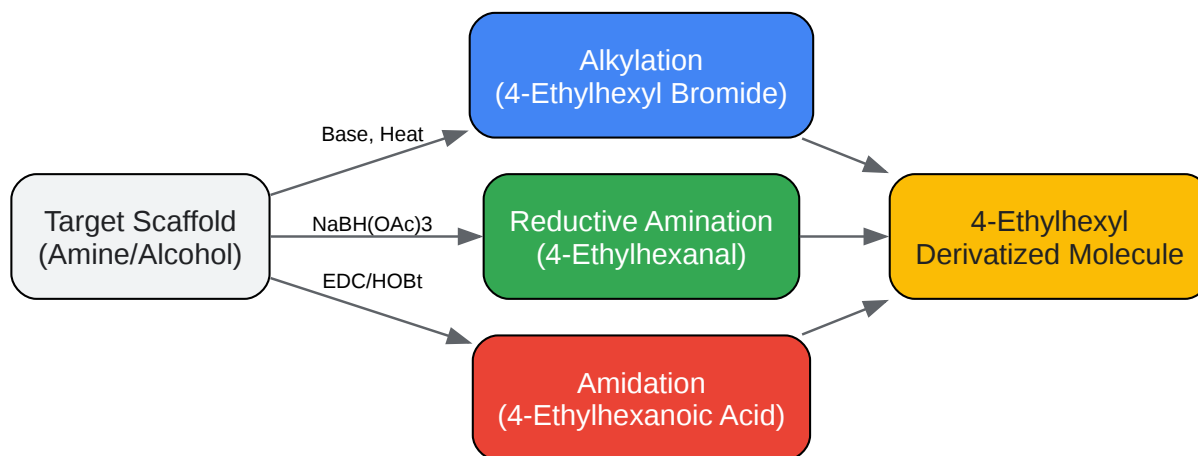 Target Scaffold
(Amine/Alcohol)
Base, Heat
NaBH(OAc)3
EDC/HOBt
Alkylation
(4-Ethylhexyl Bromide)
Reductive Amination
(4-Ethylhexanal)
Amidation
(4-Ethylhexanoic Acid)
4-Ethylhexyl
Derivatized Molecule